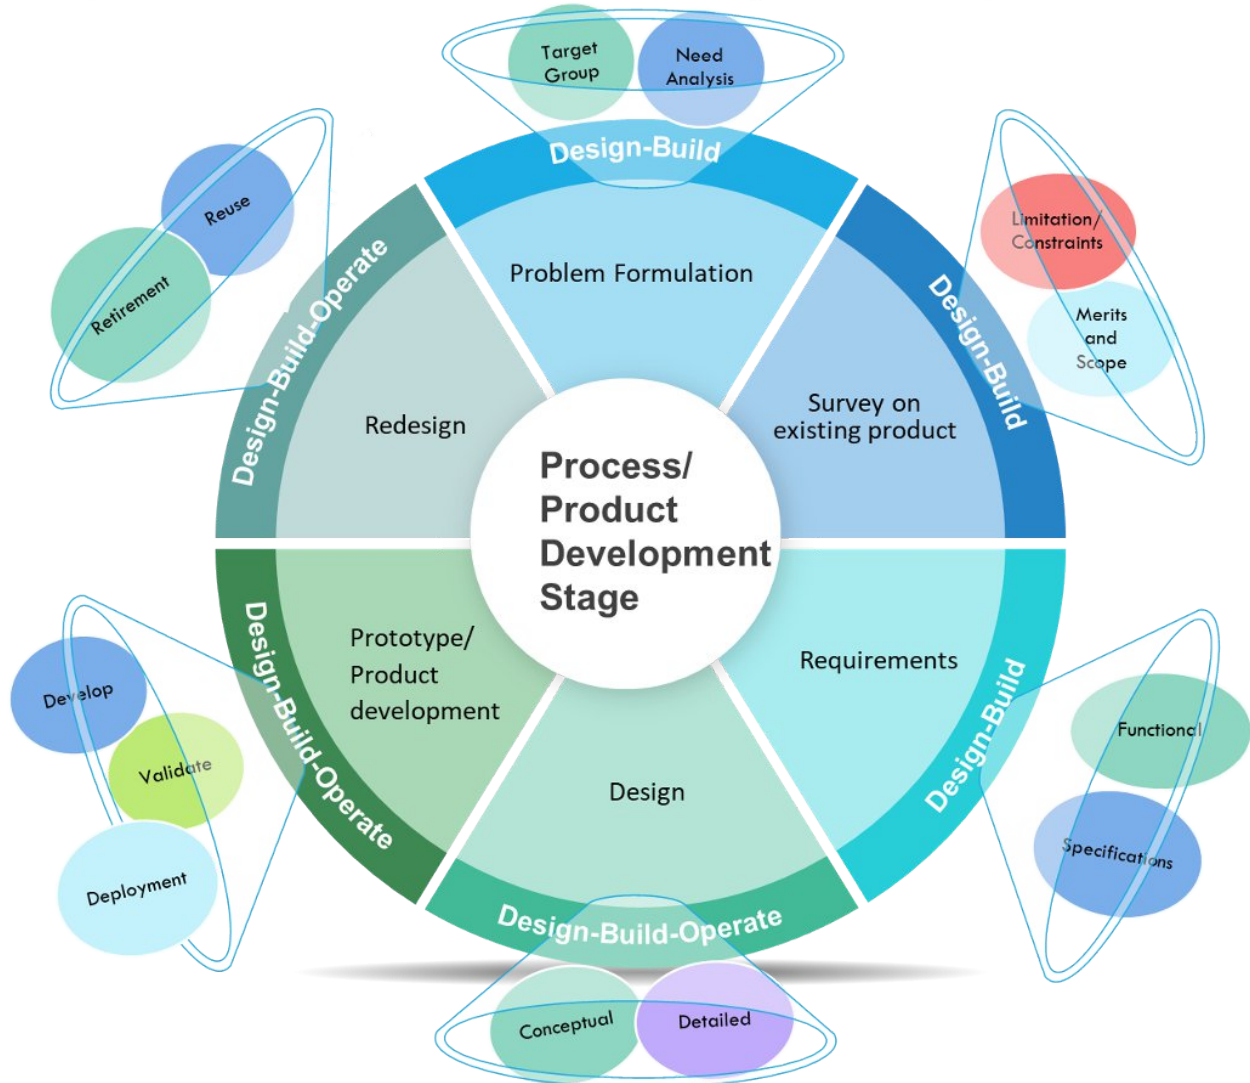 Target
Group
Need
Analysis
Design-Build
Problem Formulation
Limitation/
Constraints
Merits
and
Scope
Design-Build
Survey on
existing product
Functional
Specifications
Design-Build
Requirements
Conceptual
Detailed
Design-Build-Operate
Design
Develop
Validate
Deployment
Design-Build-Operate
Prototype/
Product
development
Reuse
Retirement
Design-Build-Operate
Redesign
Process/
Product
Development
Stage